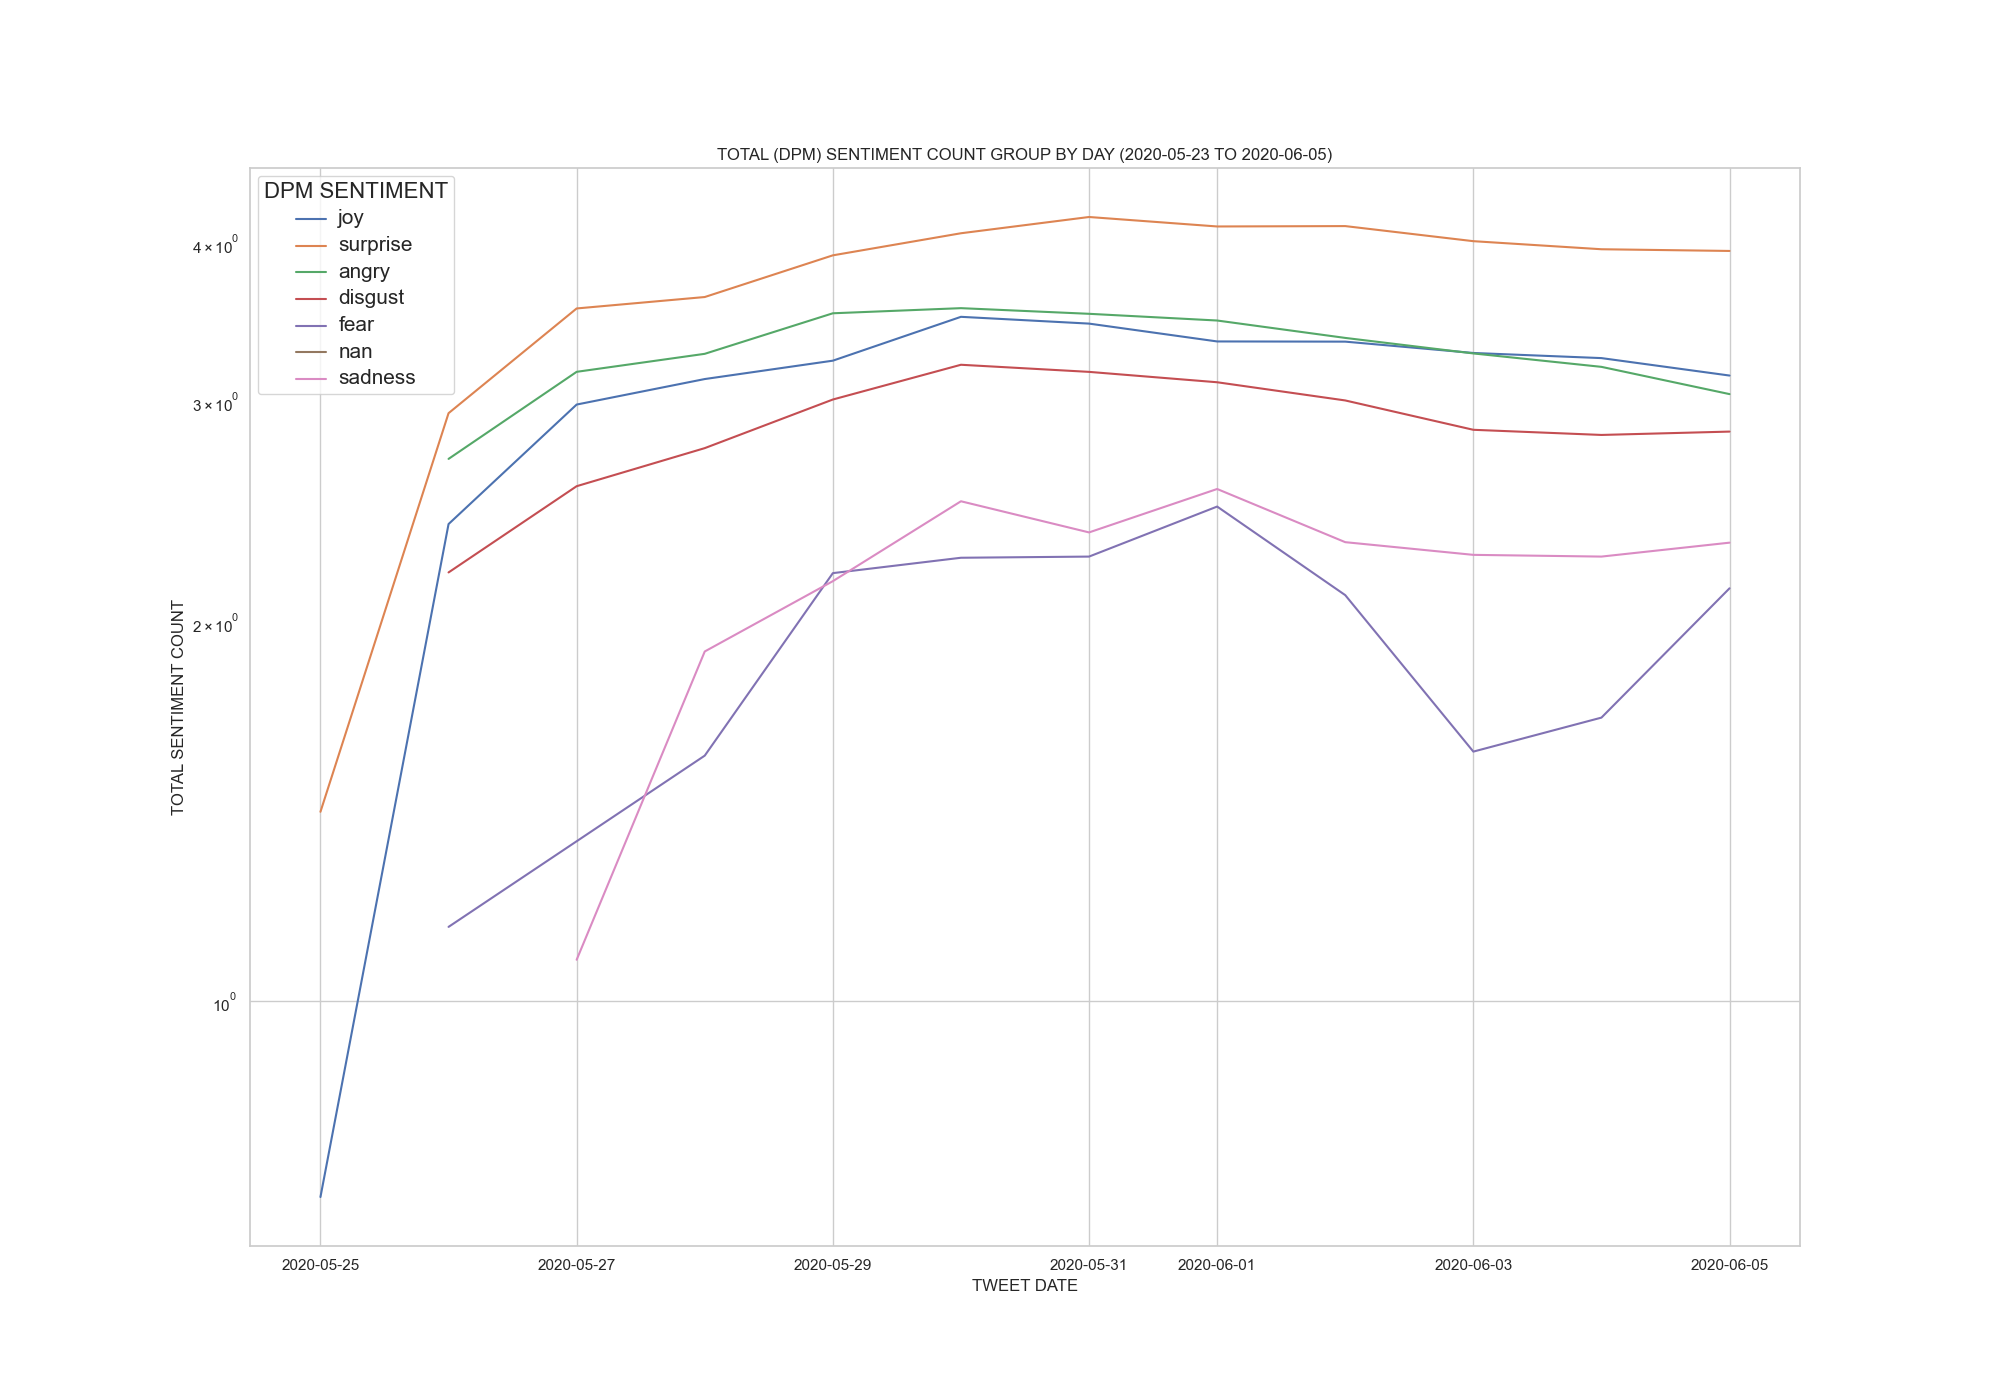 TOTAL (DPM) SENTIMENT COUNT GROUP BY DAY (2020-05-23 TO 2020-06-05)
DPM SENTIMENT
joy
surprise
angry
disgust
fear
nan
sadness
4 × 10⁰
3 × 10⁰
2 × 10⁰
10⁰
TOTAL SENTIMENT COUNT
2020-05-25 2020-05-27 2020-05-29 2020-05-31 2020-06-01 2020-06-03 2020-06-05
TWEET DATE